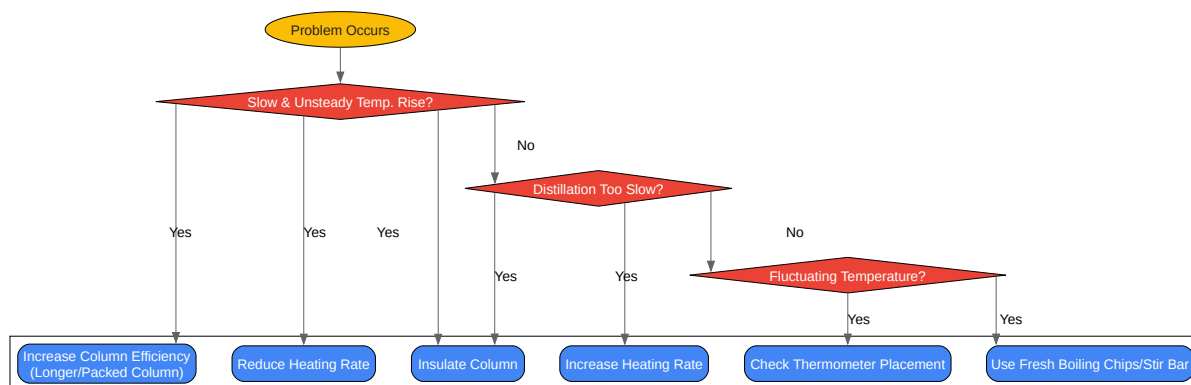 Problem Occurs
Slow & Unsteady Temp. Rise?
No
Distillation Too Slow?
Yes
Yes
Yes
No
Fluctuating Temperature?
Yes
Yes
Yes
Yes
Increase Column Efficiency
(Longer/Packed Column)
Reduce Heating Rate
Insulate Column
Increase Heating Rate
Check Thermometer Placement
Use Fresh Boiling Chips/Stir Bar